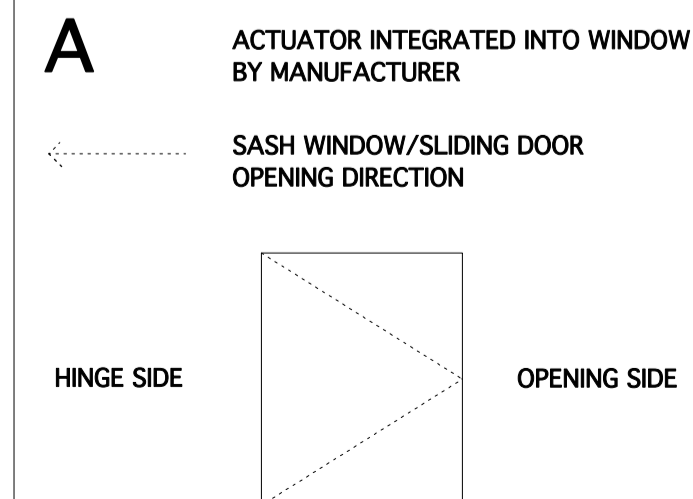 A
ACTUATOR INTEGRATED INTO WINDOW
BY MANUFACTURER
SASH WINDOW/SLIDING DOOR
OPENING DIRECTION
HINGE SIDE
OPENING SIDE